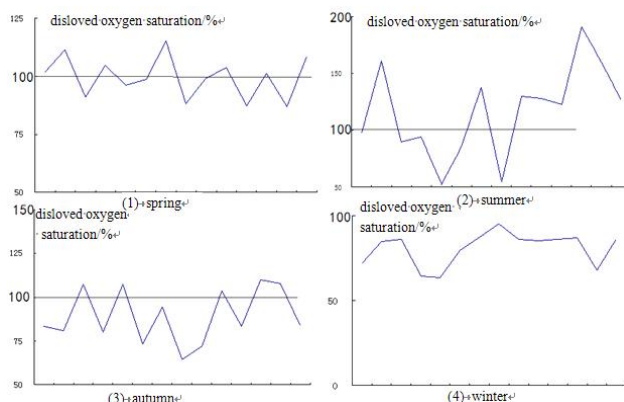 disloved·oxygen·saturation/%↵
125
100
75
50
(1)→spring↵
disloved·oxygen·saturation/%↵
200
150
100
50
(2)→summer↵
disloved·oxygen·
·saturation/%↵
150
100
75
50
(3)→autumn↵
disloved·oxygen·
saturation/%↵
100
50
0
(4)→winter↵